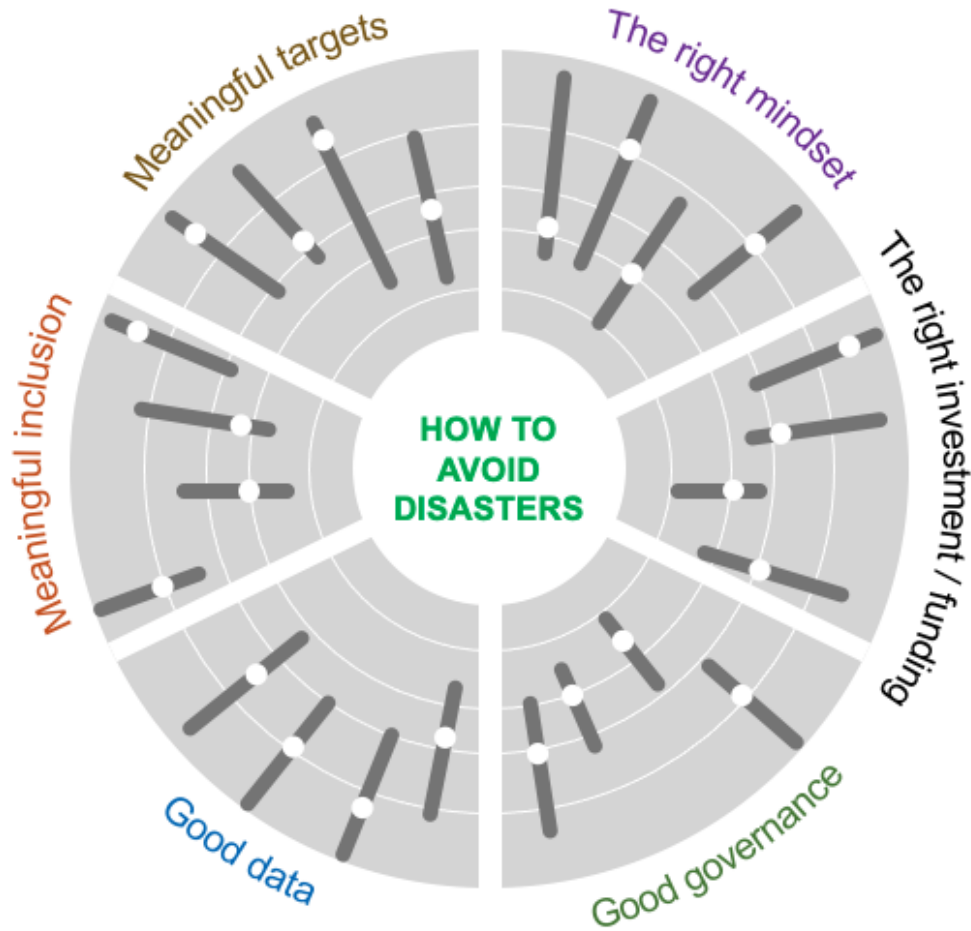 HOW TO
AVOID
DISASTERS
The right mindset
The right investment / funding
Good governance
Good data
Meaningful inclusion
Meaningful targets